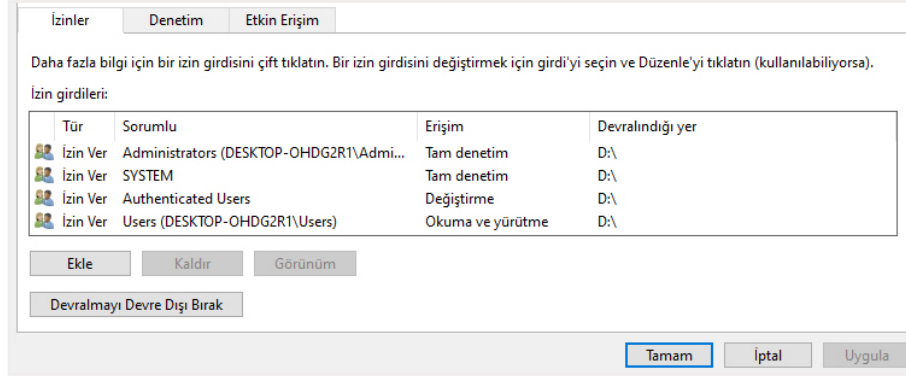 İzinler Denetim Etkin Erişim
Daha fazla bilgi için bir izin girdisini çift tıklatın. Bir izin girdisini değiştirmek için girdi'yi seçin ve Düzenle'yi tıklatın (kullanılabiliyorsa).
İzin girdileri:
Tür Sorumlu Erişim Devralındığı yer
İzin Ver Administrators (DESKTOP-OHDG2R1\Admi... Tam denetim D:\
İzin Ver SYSTEM Tam denetim D:\
İzin Ver Authenticated Users Değiştirme D:\
İzin Ver Users (DESKTOP-OHDG2R1\Users) Okuma ve yürütme D:\
Ekle Kaldır Görünüm
Devralmayı Devre Dışı Bırak
Tamam İptal Uygula